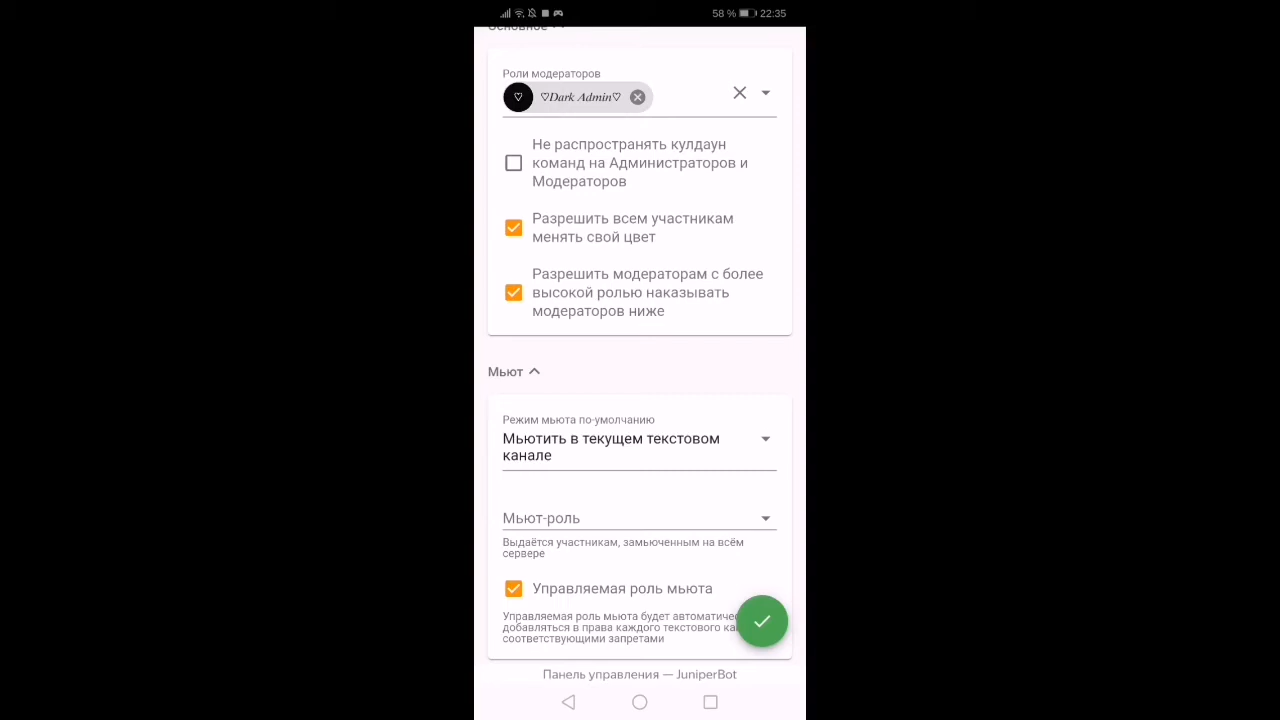 58 % 22:35
Основное
Роли модераторов
♡ ♡Dark Admin♡
Не распространять кулдаун
команд на Администраторов и
Модераторов
Разрешить всем участникам
менять свой цвет
Разрешить модераторам с более
высокой ролью наказывать
модераторов ниже
Мьют
Режим мьюта по-умолчанию
Мьютить в текущем текстовом
канале
Мьют-роль
Выдаётся участникам, замьюченным на всём
сервере
Управляемая роль мьюта
Управляемая роль мьюта будет
добавляться в права каждого текстового
соответствующими запретами
Панель управления — JuniperBot